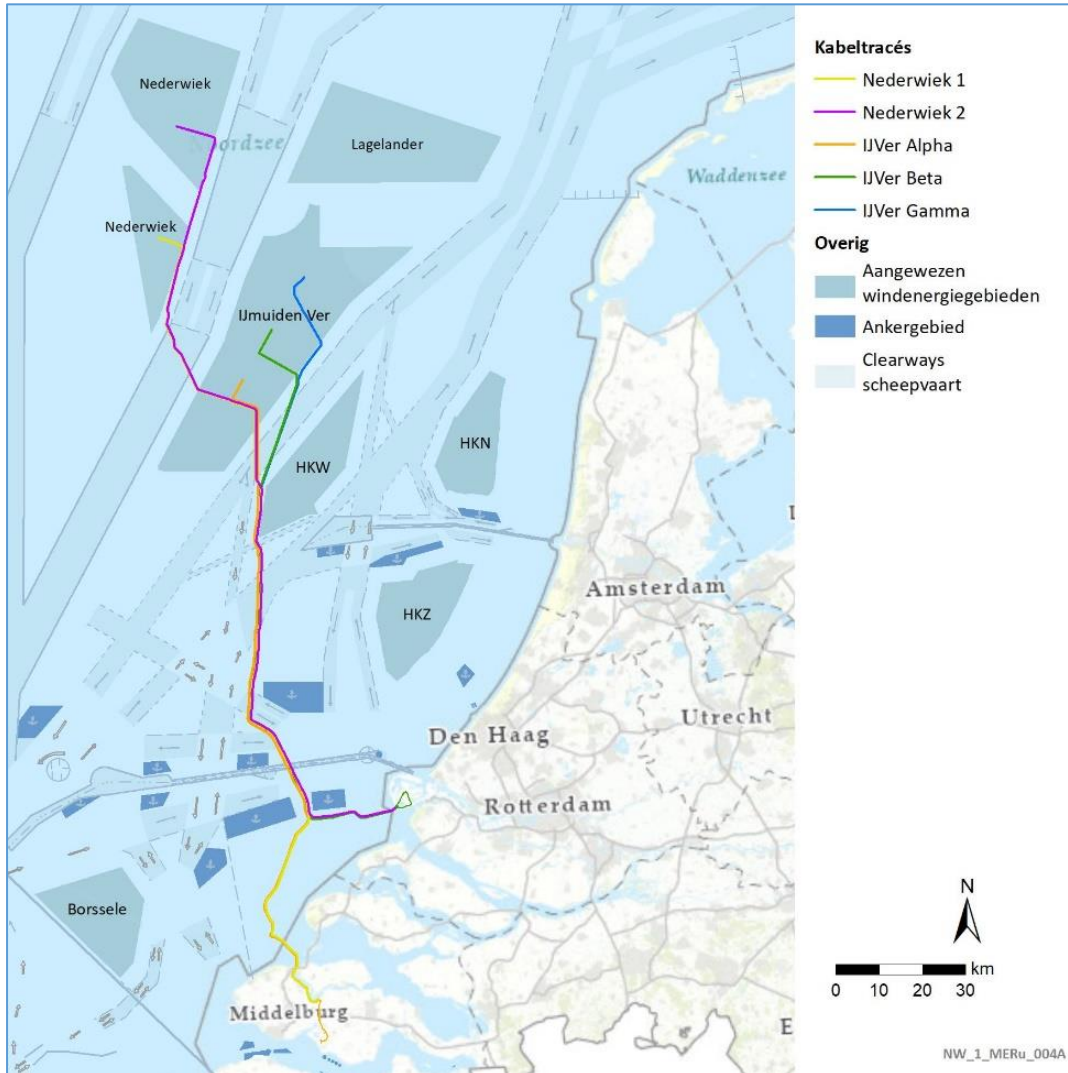 Nederwiek
Noordzee
Lagelander
Waddenzee
Nederwiek
IJmuiden Ver
HKN
HKW
Amsterdam
HKZ
Utrecht
Den Haag
Rotterdam
Borssele
Middelburg
E
Kabeltracés
Nederwiek 1
Nederwiek 2
IJVer Alpha
IJVer Beta
IJVer Gamma
Overig
Aangewezen
windenergiegebieden
Ankergebied
Clearways
scheepvaart
N
km
0 10 20 30
NW_1_MERu_004A